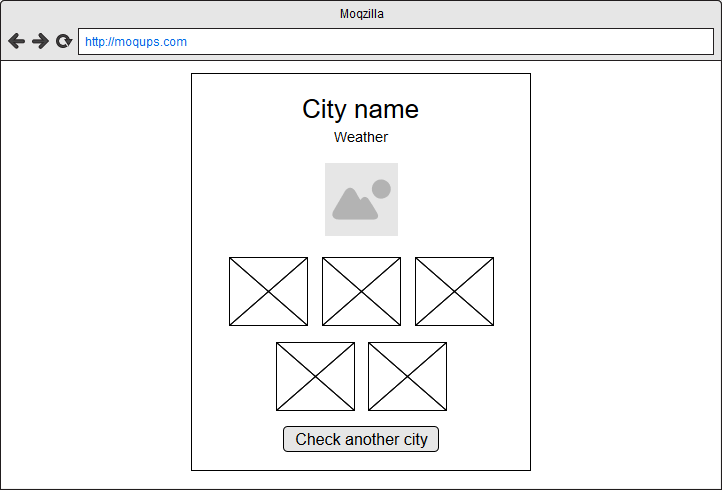 Moqzilla
http://moqups.com
City name
Weather
Check another city